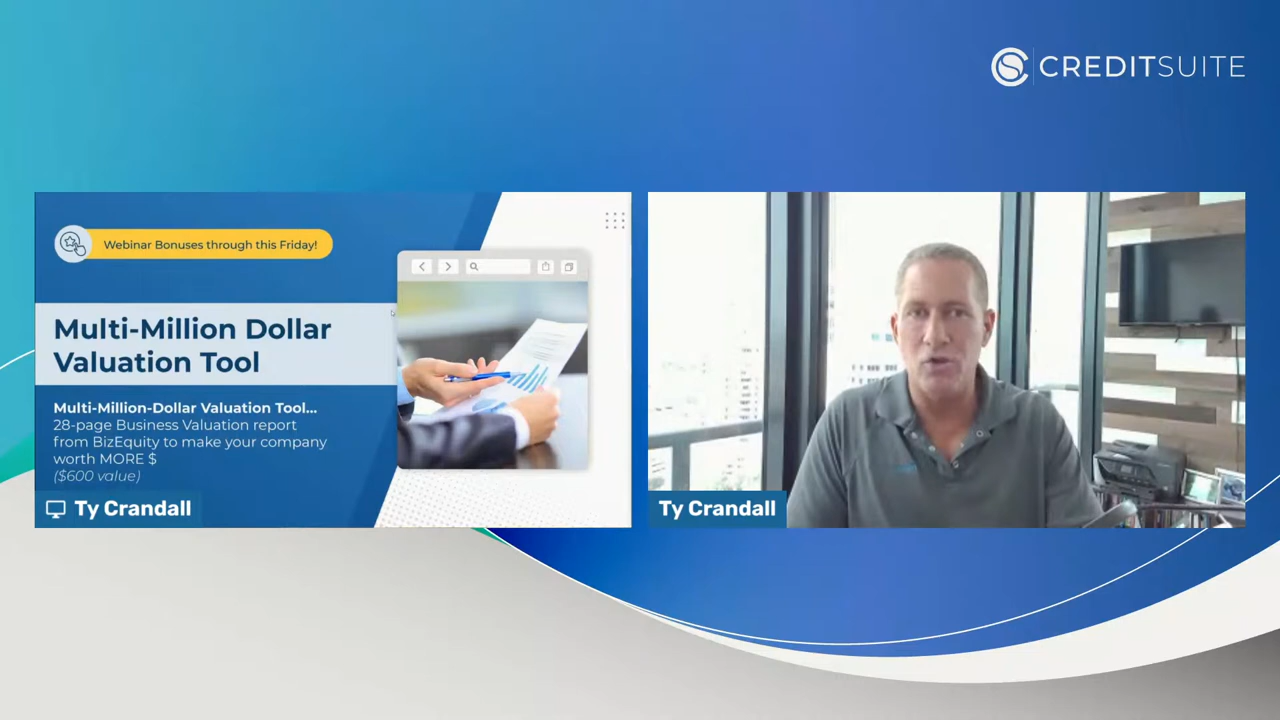 CREDITSUITE
Webinar Bonuses through this Friday!
Multi-Million Dollar
Valuation Tool
Multi-Million-Dollar Valuation Tool...
28-page Business Valuation report
from BizEquity to make your company
worth MORE $
($600 value)
Ty Crandall
Ty Crandall